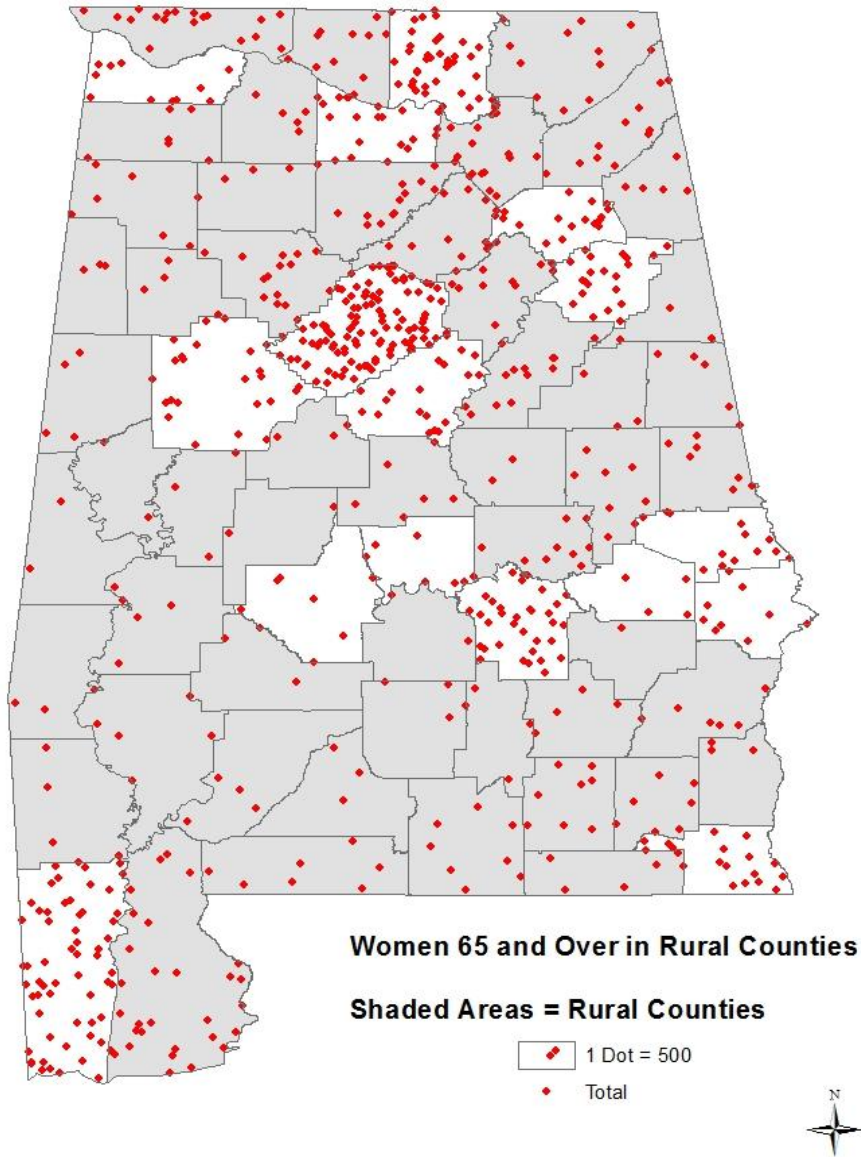 Women 65 and Over in Rural Counties
Shaded Areas = Rural Counties
1 Dot = 500
Total
N